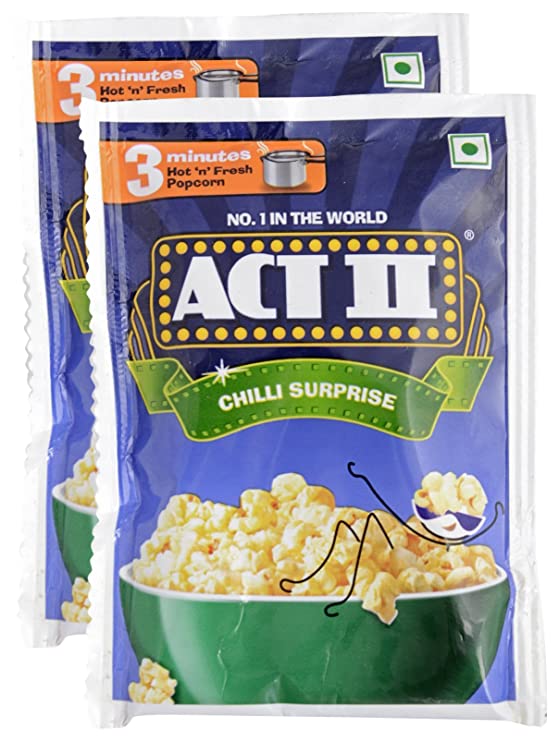 3 minutes
Hot 'n' Fresh
Popcorn
3 minutes
Hot 'n' Fresh
Popcorn
NO. 1 IN THE WORLD
ACT II ®
CHILLI SURPRISE